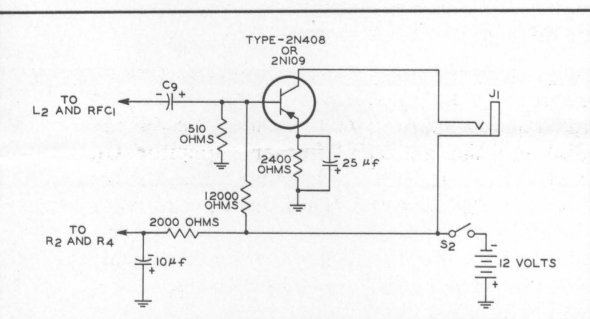 TYPE-2N408
OR
2N109
C9
- +
TO
L2 AND RFC1
J1
510
OHMS
2400
OHMS
-
+
25 µf
12000
OHMS
2000 OHMS
TO
R2 AND R4
-
+
10µf
S2
-
12 VOLTS
+